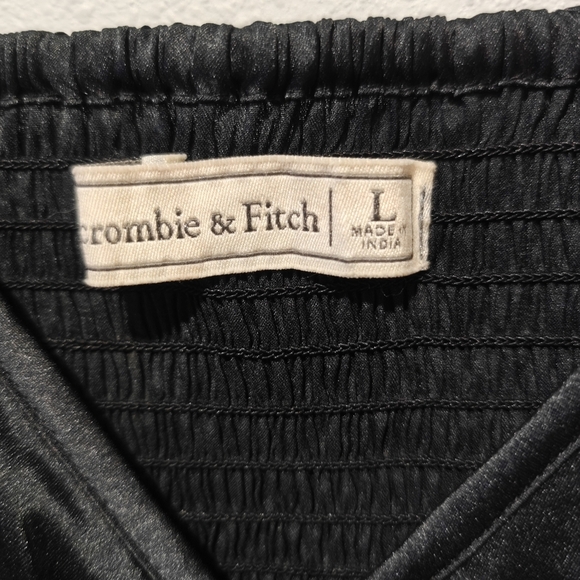 crombie & Fitch
L
MADE IN
INDIA